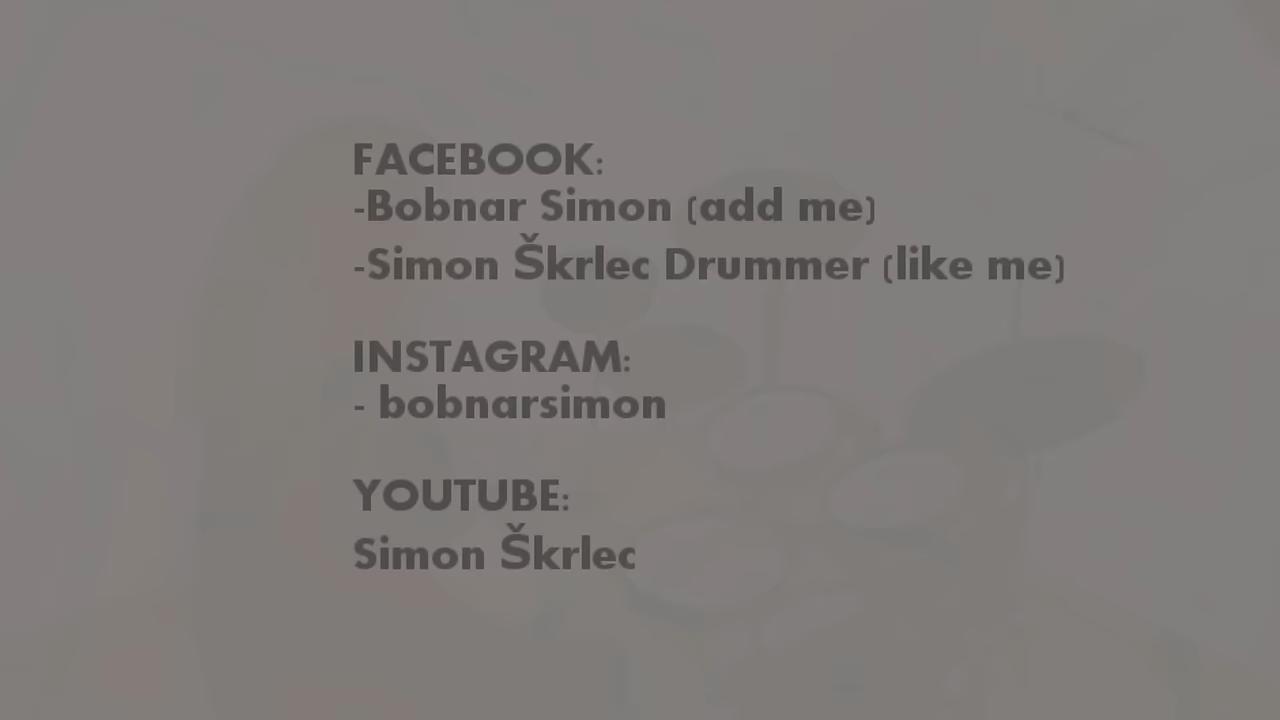 FACEBOOK:
-Bobnar Simon (add me)
-Simon Škrlec Drummer (like me)
INSTAGRAM:
- bobnarsimon
YOUTUBE:
Simon Škrlec